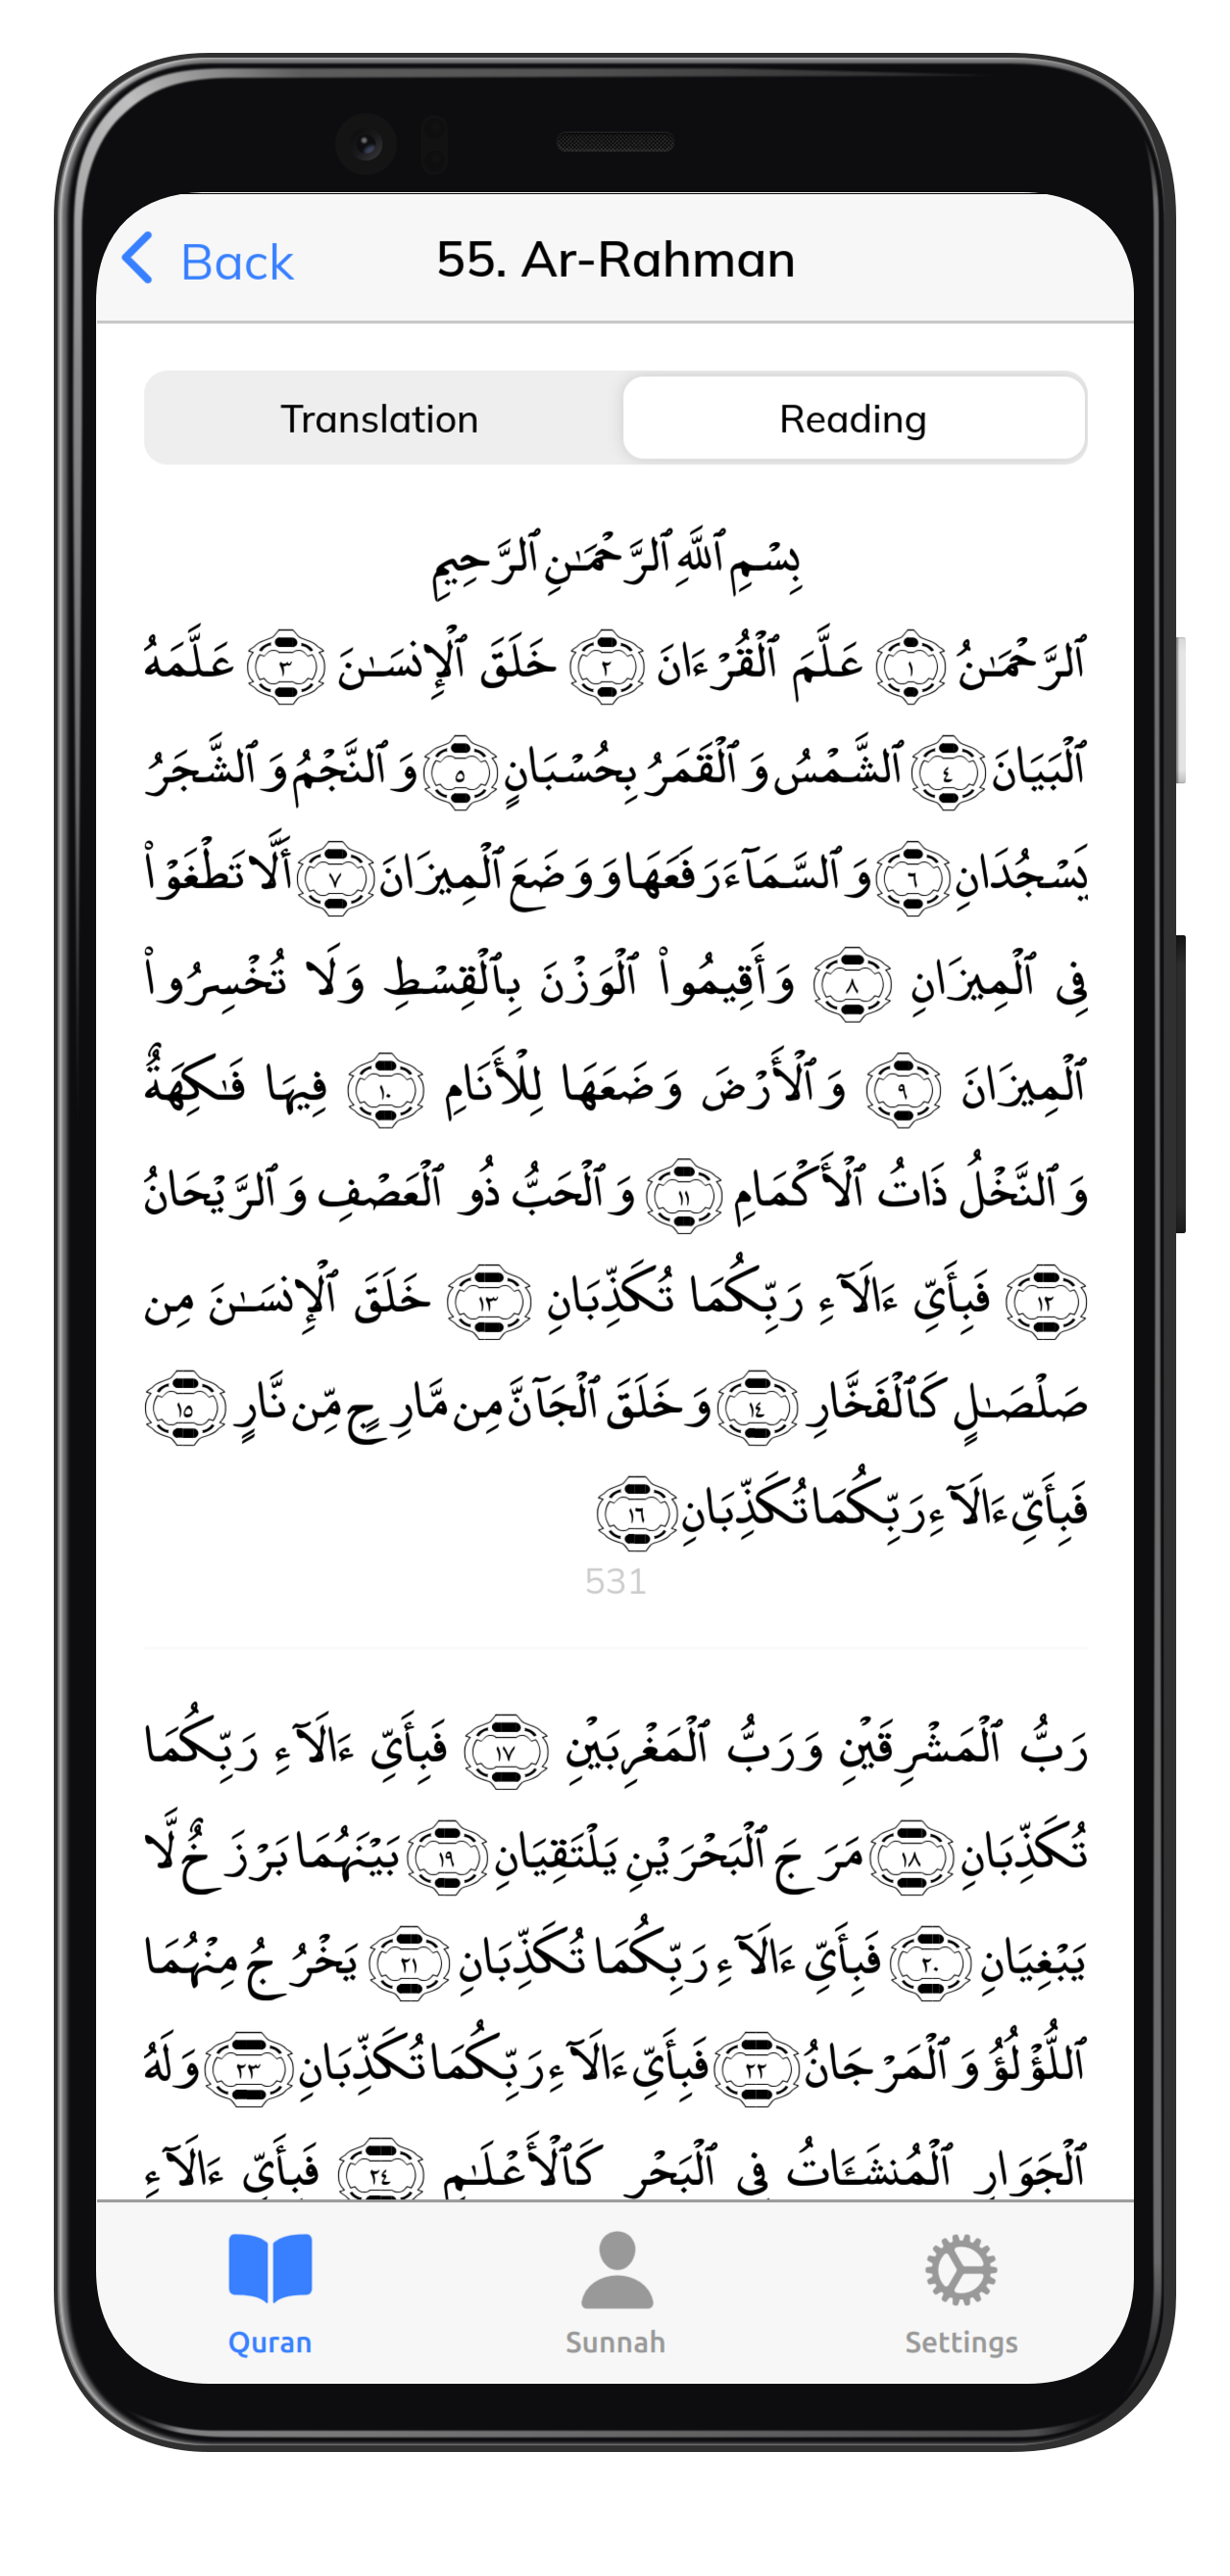 Back
55. Ar-Rahman
Translation
Reading
بِسْمِ ٱللَّهِ ٱلرَّحْمَـٰنِ ٱلرَّحِيمِ
ٱلرَّحْمَـٰنُ ١ عَلَّمَ ٱلْقُرْءَانَ ٢ خَلَقَ ٱلْإِنسَـٰنَ ٣ عَلَّمَهُ
ٱلْبَيَانَ ٤ ٱلشَّمْسُ وَٱلْقَمَرُ بِحُسْبَانٍ ٥ وَٱلنَّجْمُ وَٱلشَّجَرُ
يَسْجُدَانِ ٦ وَٱلسَّمَآءَ رَفَعَهَا وَوَضَعَ ٱلْمِيزَانَ ٧ أَلَّا تَطْغَوْا۟
فِى ٱلْمِيزَانِ ٨ وَأَقِيمُوا۟ ٱلْوَزْنَ بِٱلْقِسْطِ وَلَا تُخْسِرُوا۟
ٱلْمِيزَانَ ٩ وَٱلْأَرْضَ وَضَعَهَا لِلْأَنَامِ ١٠ فِيهَا فَـٰكِهَةٌ
وَٱلنَّخْلُ ذَاتُ ٱلْأَكْمَامِ ١١ وَٱلْحَبُّ ذُو ٱلْعَصْفِ وَٱلرَّيْحَانُ
١٢ فَبِأَىِّ ءَالَآءِ رَبِّكُمَا تُكَذِّبَانِ ١٣ خَلَقَ ٱلْإِنسَـٰنَ مِن
صَلْصَـٰلٍ كَٱلْفَخَّارِ ١٤ وَخَلَقَ ٱلْجَآنَّ مِن مَّارِجٍ مِّن نَّارٍ ١٥
فَبِأَىِّ ءَالَآءِ رَبِّكُمَا تُكَذِّبَانِ ١٦
531
رَبُّ ٱلْمَشْرِقَيْنِ وَرَبُّ ٱلْمَغْرِبَيْنِ ١٧ فَبِأَىِّ ءَالَآءِ رَبِّكُمَا
تُكَذِّبَانِ ١٨ مَرَجَ ٱلْبَحْرَيْنِ يَلْتَقِيَانِ ١٩ بَيْنَهُمَا بَرْزَخٌ لَّا
يَبْغِيَانِ ٢٠ فَبِأَىِّ ءَالَآءِ رَبِّكُمَا تُكَذِّبَانِ ٢١ يَخْرُجُ مِنْهُمَا
ٱللُّؤْلُؤُ وَٱلْمَرْجَانُ ٢٢ فَبِأَىِّ ءَالَآءِ رَبِّكُمَا تُكَذِّبَانِ ٢٣ وَلَهُ
ٱلْجَوَارِ ٱلْمُنشَـَٔاتُ فِى ٱلْبَحْرِ كَٱلْأَعْلَـٰمِ ٢٤ فَبِأَىِّ ءَالَآءِ
Quran
Sunnah
Settings